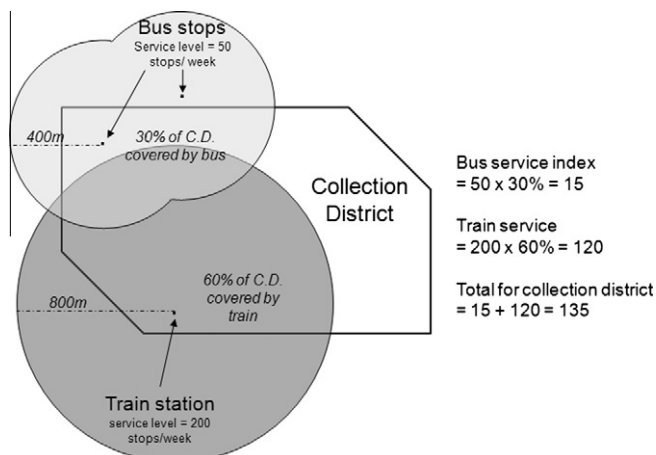 Bus stops
Service level = 50
stops/ week
400m
30% of C.D.
covered by bus
Collection
District
60% of C.D.
covered by
train
800m
Train station
service level = 200
stops/week
Bus service index
= 50 x 30% = 15
Train service
= 200 x 60% = 120
Total for collection district
= 15 + 120 = 135